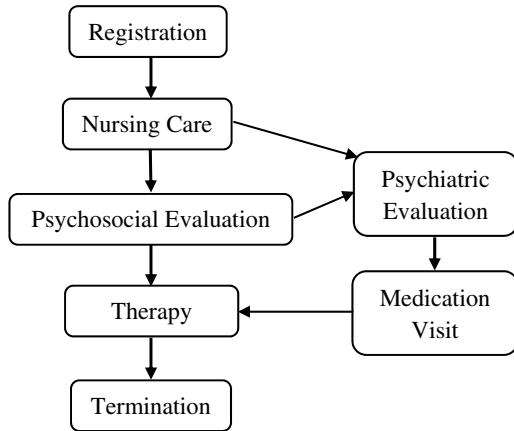 Registration
Nursing Care
Psychiatric
Evaluation
Psychosocial Evaluation
Medication
Visit
Therapy
Termination